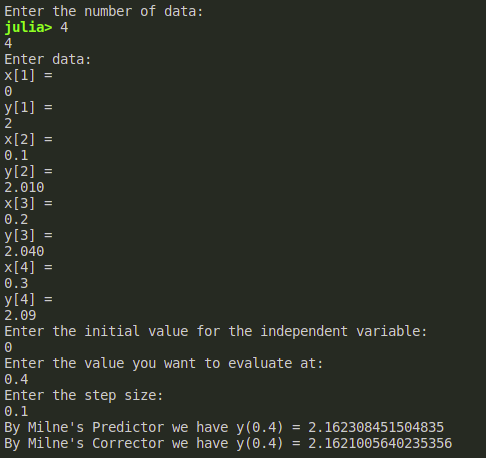 Enter the number of data:
julia> 4
4
Enter data:
x[1] =
0
y[1] =
2
x[2] =
0.1
y[2] =
2.010
x[3] =
0.2
y[3] =
2.040
x[4] =
0.3
y[4] =
2.09
Enter the initial value for the independent variable:
0
Enter the value you want to evaluate at:
0.4
Enter the step size:
0.1
By Milne's Predictor we have y(0.4) = 2.162308451504835
By Milne's Corrector we have y(0.4) = 2.1621005640235356